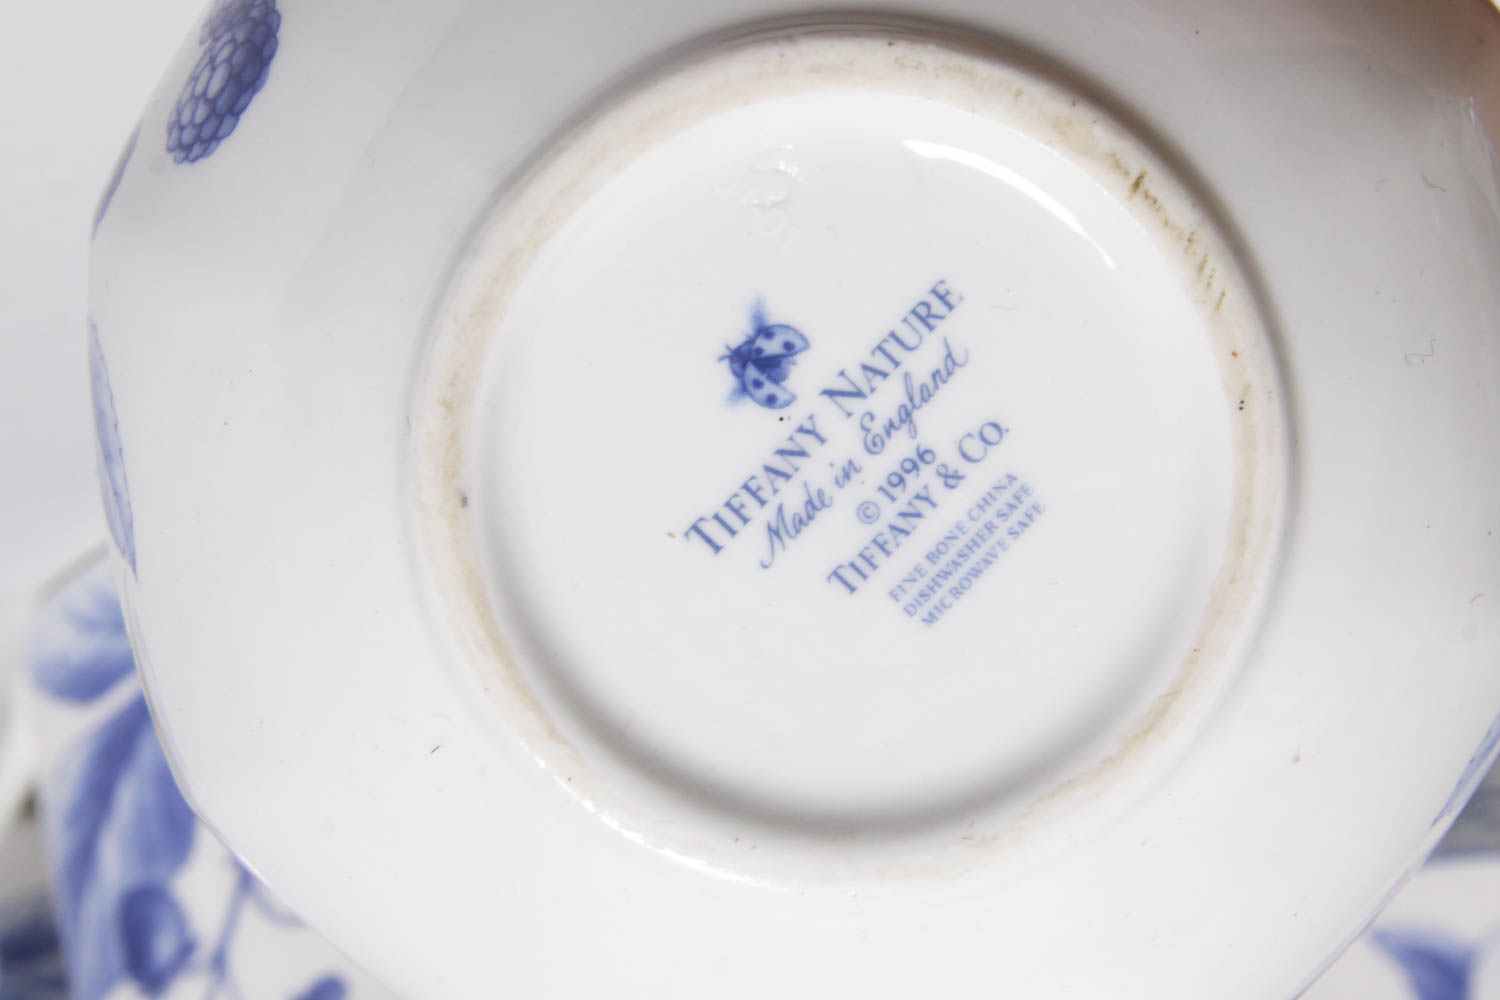 TIFFANY NATURE
Made in England
© 1996
TIFFANY & CO.
FINE BONE CHINA
DISHWASHER SAFE
MICROWAVE SAFE